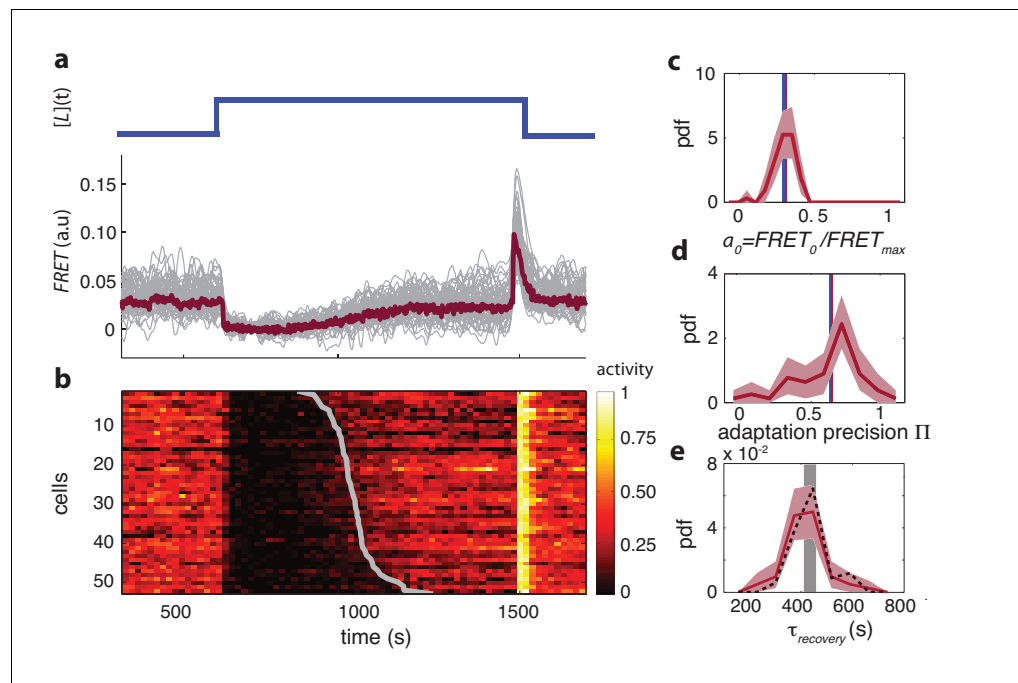 a
[L](t)
FRET (a.u)
0.15
0.10
0.05
0
500
1000
1500
b
cells
10
20
30
40
50
500
1000
1500
time (s)
activity
1
0.75
0.50
0.25
0
c
pdf
10
5
0
0
0.5
1
a0=FRET0/FRETmax
d
pdf
4
2
0
0
0.5
1
adaptation precision Π
e
x 10-2
pdf
8
4
0
200
400
600
800
τrecovery (s)